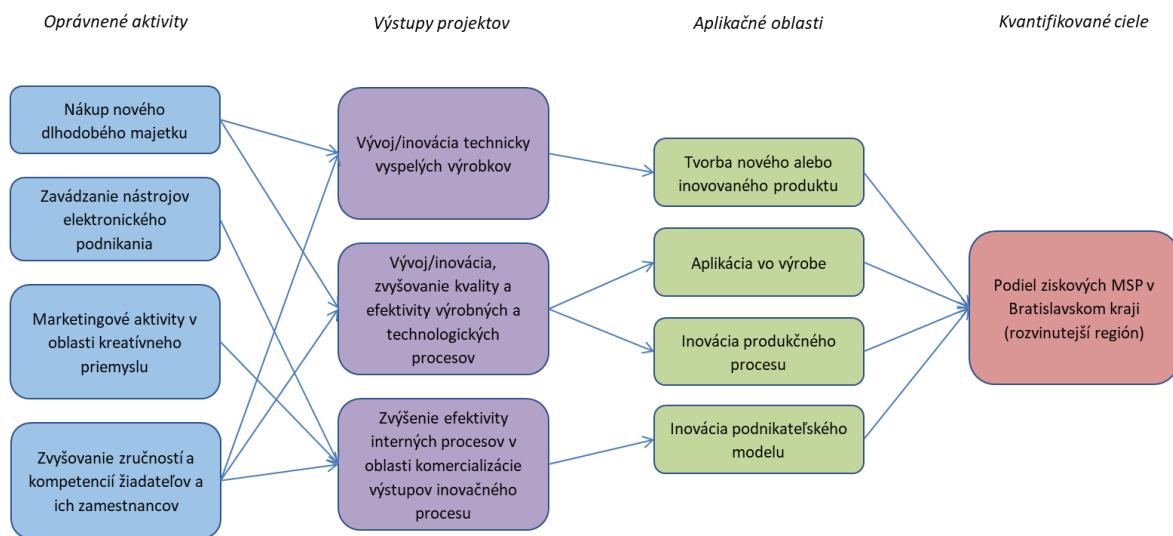 Oprávnené aktivity
Výstupy projektov
Aplikačné oblasti
Kvantifikované ciele
Nákup nového
dlhodobého majetku
Zavádzanie nástrojov
elektronického
podnikania
Marketingové aktivity v
oblasti kreatívneho
priemyslu
Zvyšovanie zručností a
kompetencií žiadateľov a
ich zamestnancov
Vývoj/inovácia technicky
vyspelých výrobkov
Vývoj/inovácia,
zvyšovanie kvality a
efektivity výrobných a
technologických
procesov
Zvýšenie efektivity
interných procesov v
oblasti komercializácie
výstupov inovačného
procesu
Tvorba nového alebo
inovovaného produktu
Aplikácia vo výrobe
Inovácia produkčného
procesu
Inovácia podnikateľského
modelu
Podiel ziskových MSP v
Bratislavskom kraji
(rozvinutejší región)